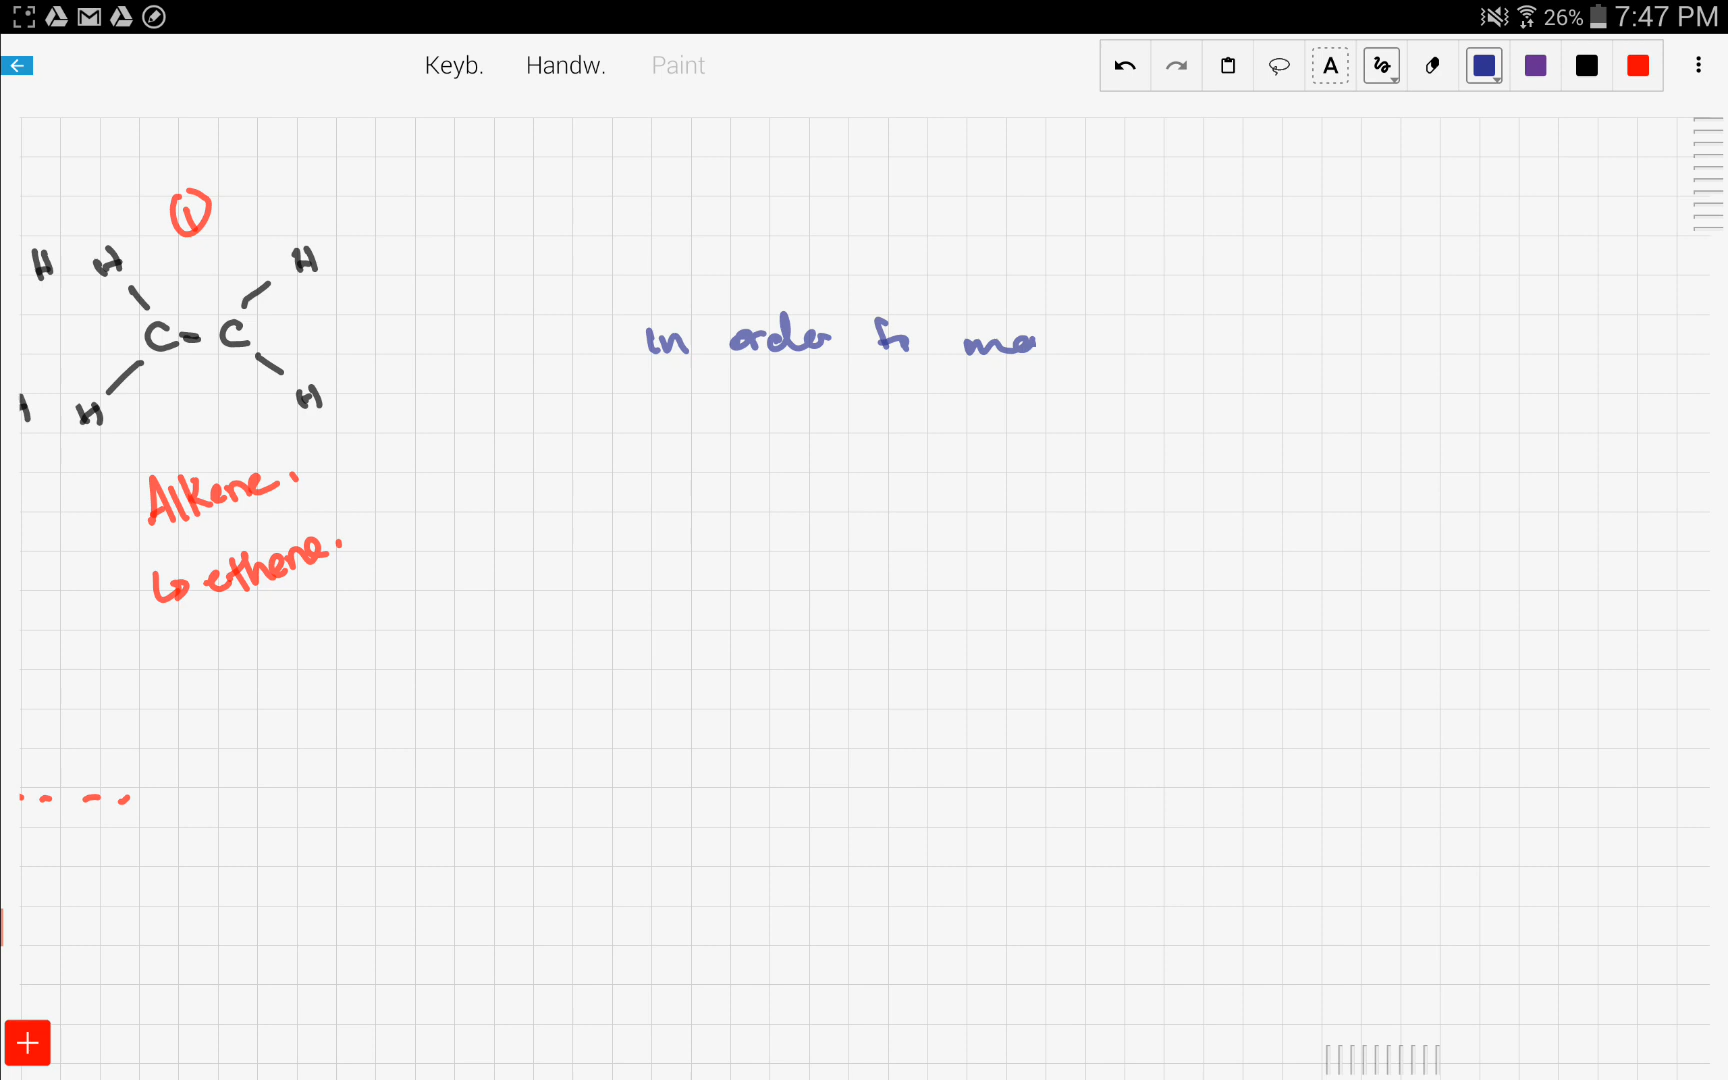 26% 7:47 PM
Keyb. Handw. Paint A
1
H H H
C = C
H H
Alkene.
↳ ethene.
in order to ma